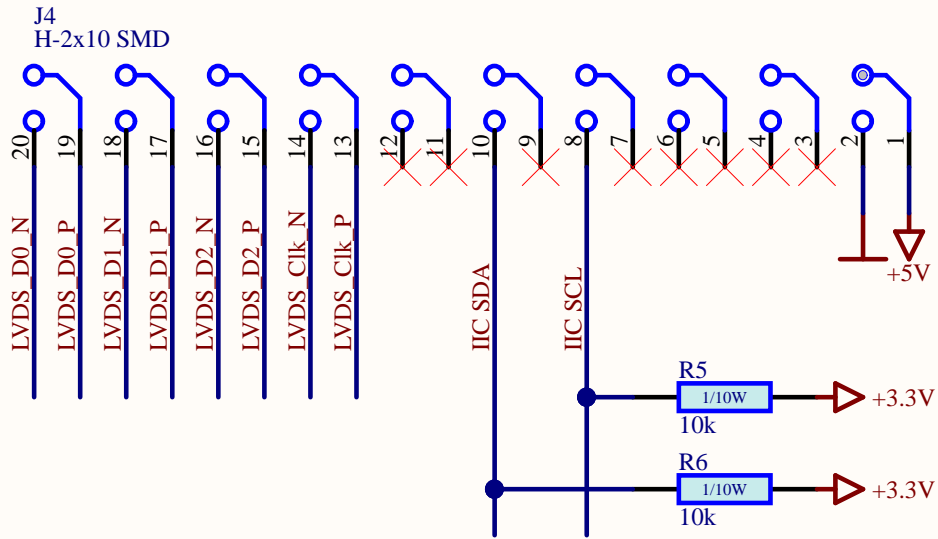 J4
H-2x10 SMD
20
19
18
17
16
15
14
13
12
11
10
9
8
7
6
5
4
3
2
1
LVDS_D0_N
LVDS_D0_P
LVDS_D1_N
LVDS_D1_P
LVDS_D2_N
LVDS_D2_P
LVDS_Clk_N
LVDS_Clk_P
IIC SDA
IIC SCL
+5V
R5
1/10W
10k
+3.3V
R6
1/10W
10k
+3.3V